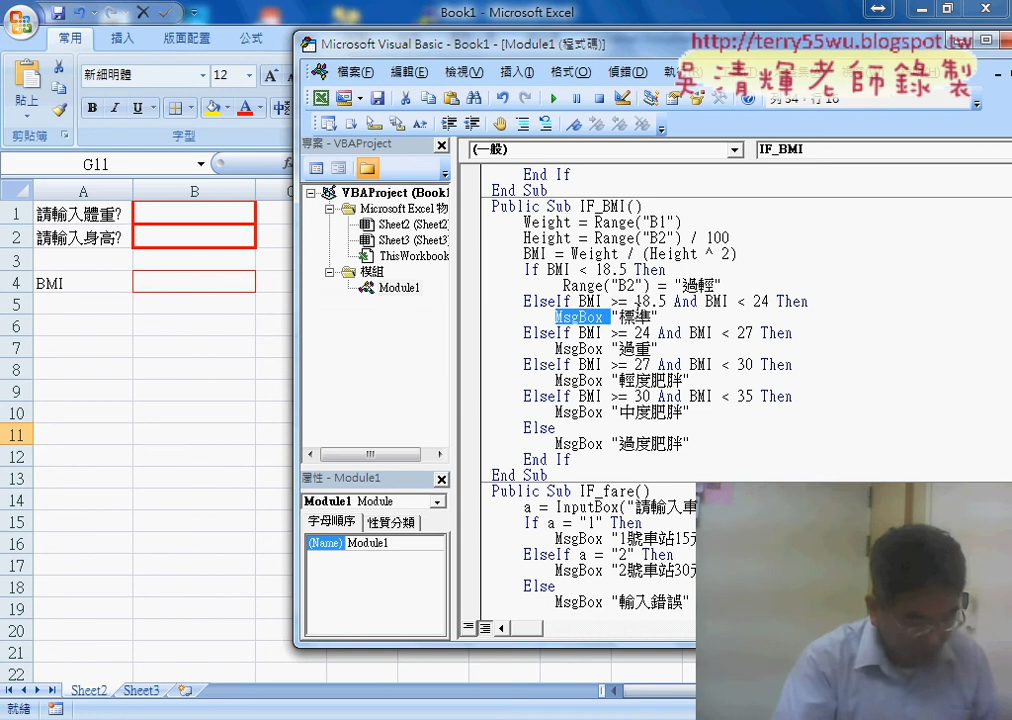 Book1 - Microsoft Excel
常用 插入 版面配置 公式
新細明體 12
貼上 B I U 中
剪貼簿 字型
G11
A B
1 請輸入體重?
2 請輸入身高?
3
4 BMI
5
6
7
8
9
10
11
12
13
14
15
16
17
18
19
20
21
22
Sheet2 Sheet3
就緒
Microsoft Visual Basic - Book1 - [Module1 (程式碼)]
http://terry55wu.blogspot.tw
吳清輝老師錄製
檔案(F) 編輯(E) 檢視(V) 插入(I) 格式(O) 偵錯(D)
專案 - VBAProject
VBAProject (Book1
Microsoft Excel 物
Sheet2 (Sheet2
Sheet3 (Sheet3
ThisWorkbook
模組
Module1
屬性 - Module1
Module1 Module
字母順序 性質分類
(Name) Module1
(一般) IF_BMI
End If
End Sub
Public Sub IF_BMI()
Weight = Range("B1")
Height = Range("B2") / 100
BMI = Weight / (Height ^ 2)
If BMI < 18.5 Then
Range("B2") = "過輕"
ElseIf BMI >= 18.5 And BMI < 24 Then
MsgBox "標準"
ElseIf BMI >= 24 And BMI < 27 Then
MsgBox "過重"
ElseIf BMI >= 27 And BMI < 30 Then
MsgBox "輕度肥胖"
ElseIf BMI >= 30 And BMI < 35 Then
MsgBox "中度肥胖"
Else
MsgBox "過度肥胖"
End If
End Sub
Public Sub IF_fare()
a = InputBox("請輸入車
If a = "1" Then
MsgBox "1號車站15元
ElseIf a = "2" Then
MsgBox "2號車站30元
Else
MsgBox "輸入錯誤"